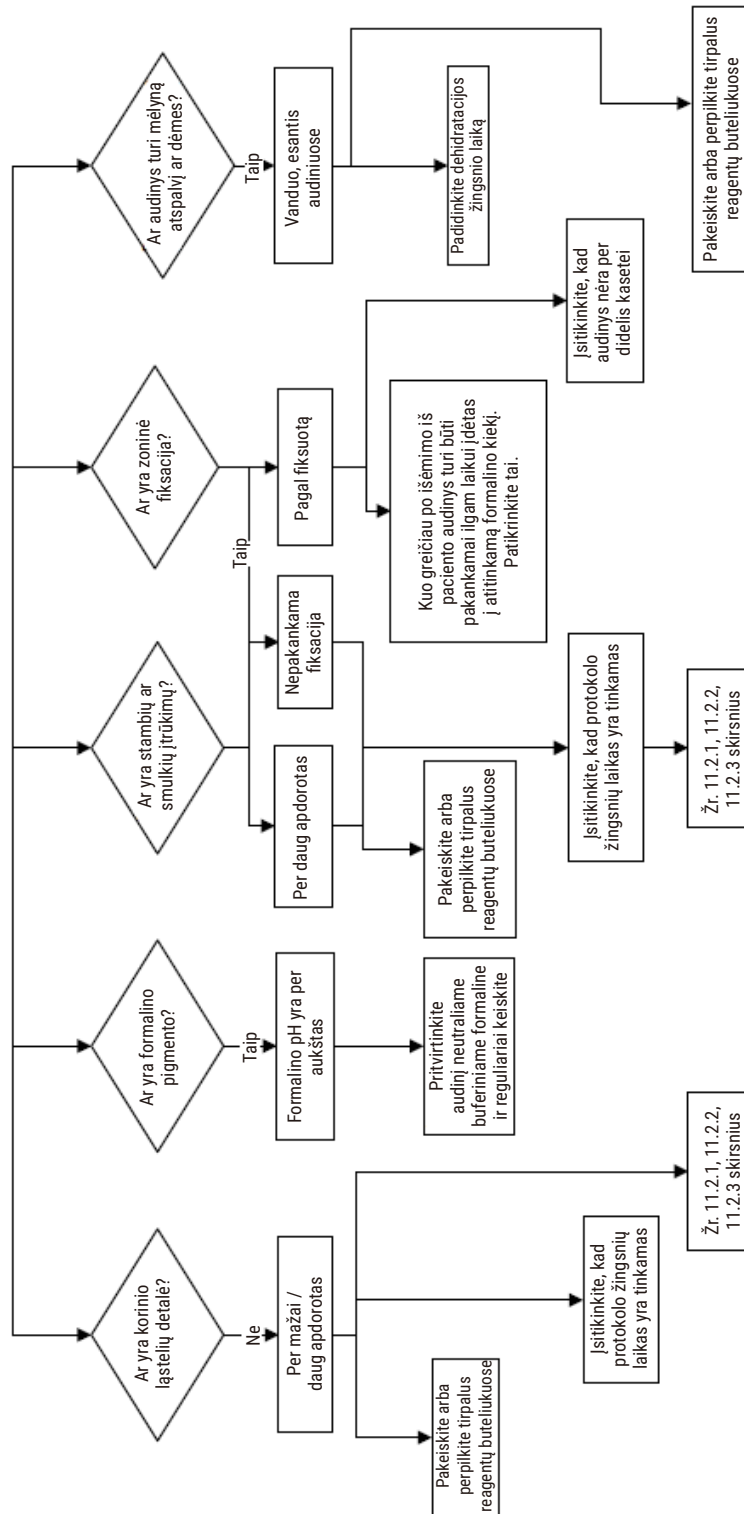 Ar yra korinio
ląstelių detalė?
Ne
Per mažai /
daug apdorotas
Pakeiskite arba
perpilkite tirpalus
reagentų buteliukuose
Įsitikinkite, kad
protokolo žingsnių
laikas yra tinkamas
Žr. 11.2.1, 11.2.2,
11.2.3 skirsnius
Ar yra formalino
pigmento?
Taip
Formalino pH yra per
aukštas
Pritvirtinkite
audinį neutraliame
buferiniame formaline
ir reguliariai keiskite
Ar yra stambių ar
smulkių įtrūkimų?
Per daug apdorotas
Nepakankama
fiksacija
Pakeiskite arba
perpilkite tirpalus
reagentų buteliukuose
Įsitikinkite, kad protokolo
žingsnių laikas yra tinkamas
Žr. 11.2.1, 11.2.2,
11.2.3 skirsnius
Ar yra zoninė
fiksacija?
Taip
Pagal fiksuotą
Kuo greičiau po išėmimo iš
paciento audinys turi būti
pakankamai ilgam laikui įdėtas
į atitinkamą formalino kiekį.
Patikrinkite tai.
Įsitikinkite, kad
audinys nėra per
didelis kasetei
Ar audinys turi mėlyną
atspalvį ar dėmes?
Taip
Vanduo, esantis
audiniuose
Padidinkite dehidratacijos
žingsnio laiką
Pakeiskite arba perpilkite tirpalus
reagentų buteliukuose